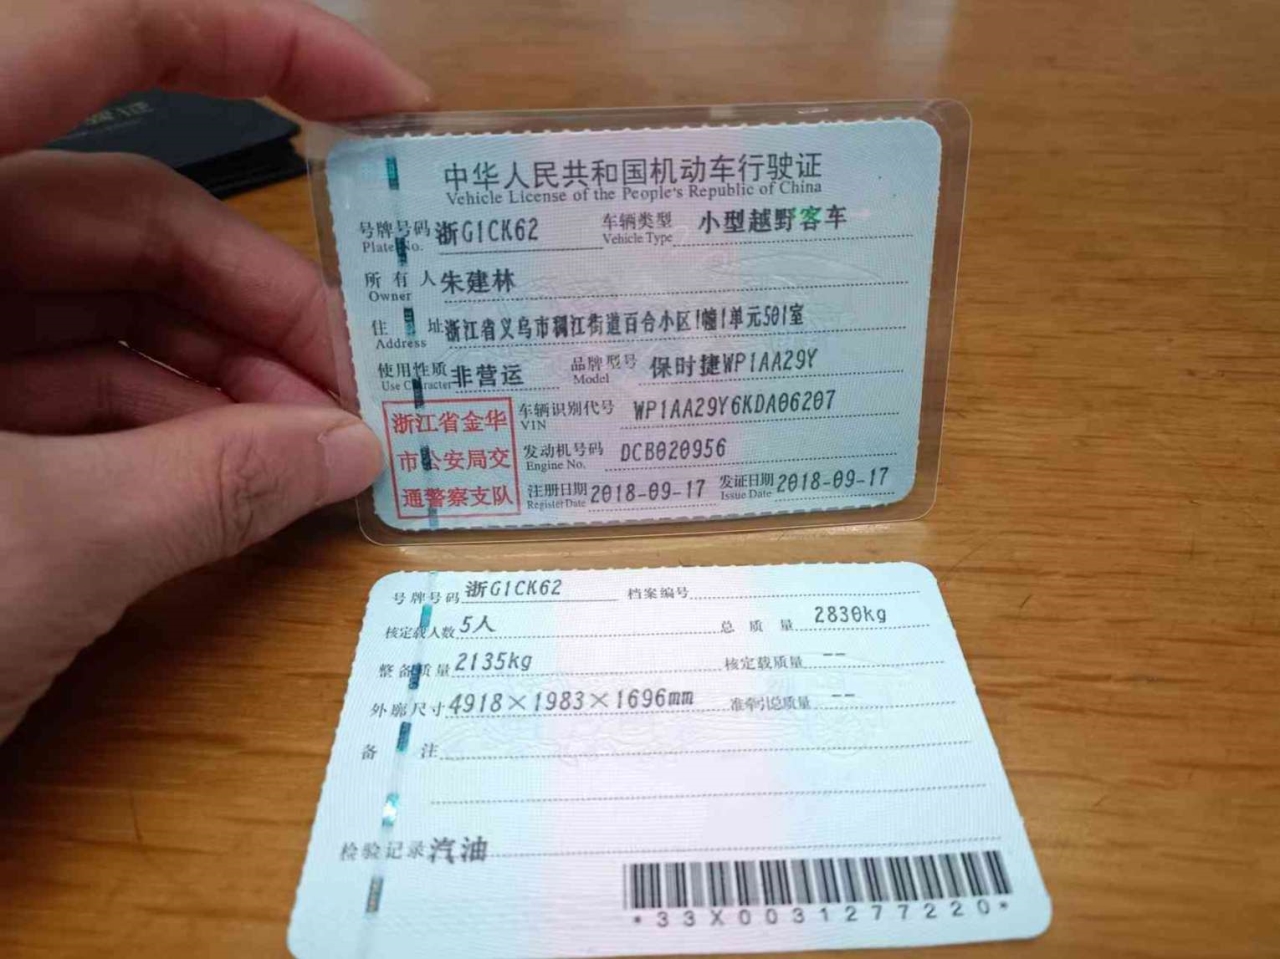 中华人民共和国机动车行驶证
Vehicle License of the People's Republic of China
号牌号码 浙G1CK62 车辆类型 小型越野客车
Plate No. Vehicle Type
所有人 朱建林
Owner
住址 浙江省义乌市稠江街道百合小区1幢1单元501室
Address
使用性质 非营运 品牌型号 保时捷WP1AA29Y
Use Character Model
浙江省金华
市公安局交
通警察支队
车辆识别代号 WP1AA29Y6KDA06207
VIN
发动机号码 DCB020956
Engine No.
注册日期 2018-09-17 发证日期 2018-09-17
Register Date Issue Date
号牌号码 浙G1CK62 档案编号
核定载人数 5人 总质量 2830kg
整备质量 2135kg 核定载质量 --
外廓尺寸 4918×1983×1696mm 准牵引总质量 --
备注
检验记录 汽油
*33X0031277220*